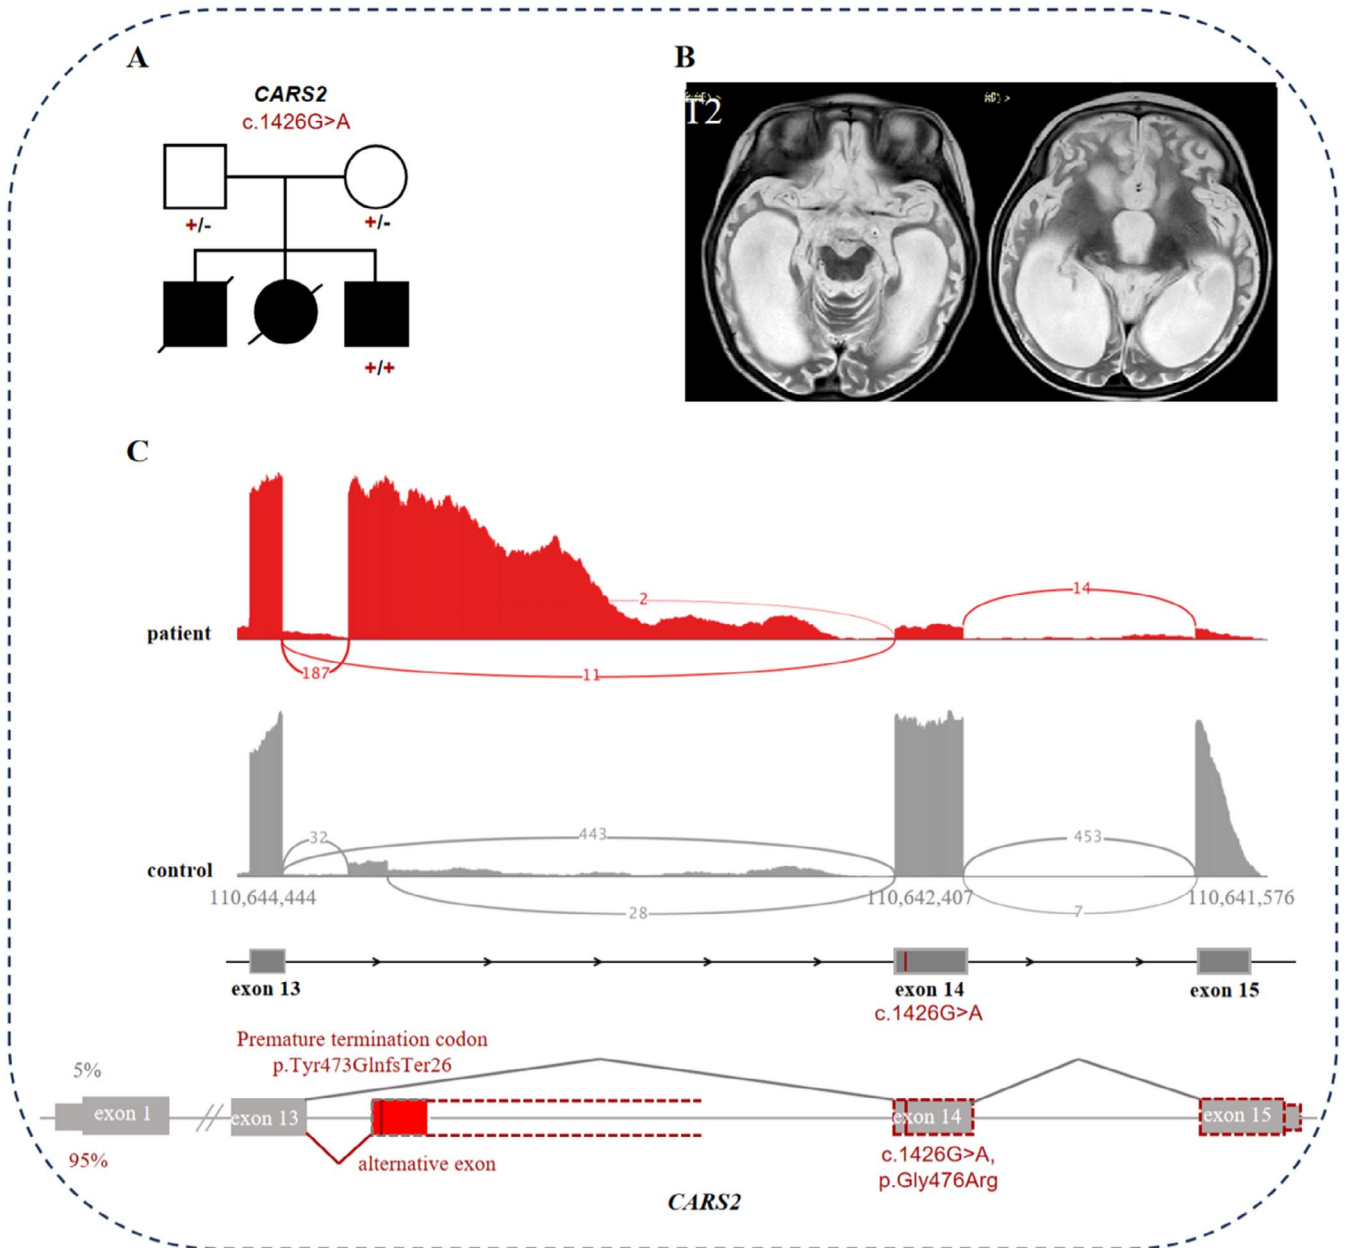 A
CARS2
c.1426G>A
+/-
+/-
+/+
B
T2
C
patient
2
14
187
11
control
32
443
453
28
7
110,644,444
110,642,407
110,641,576
exon 13
exon 14
exon 15
c.1426G>A
Premature termination codon
p.Tyr473GlnfsTer26
5%
exon 1
exon 13
exon 14
exon 15
95%
alternative exon
c.1426G>A,
p.Gly476Arg
CARS2